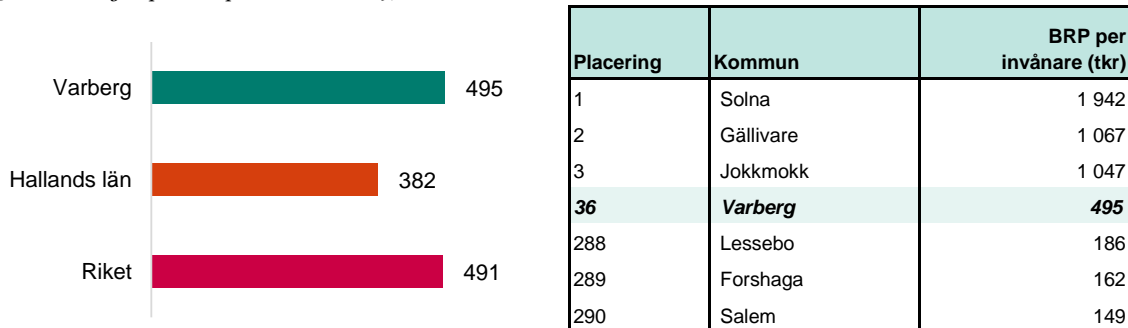 Varberg 495
Hallands län 382
Riket 491
Placering Kommun BRP per invånare (tkr)
1 Solna 1 942
2 Gällivare 1 067
3 Jokkmokk 1 047
36 Varberg 495
288 Lessebo 186
289 Forshaga 162
290 Salem 149